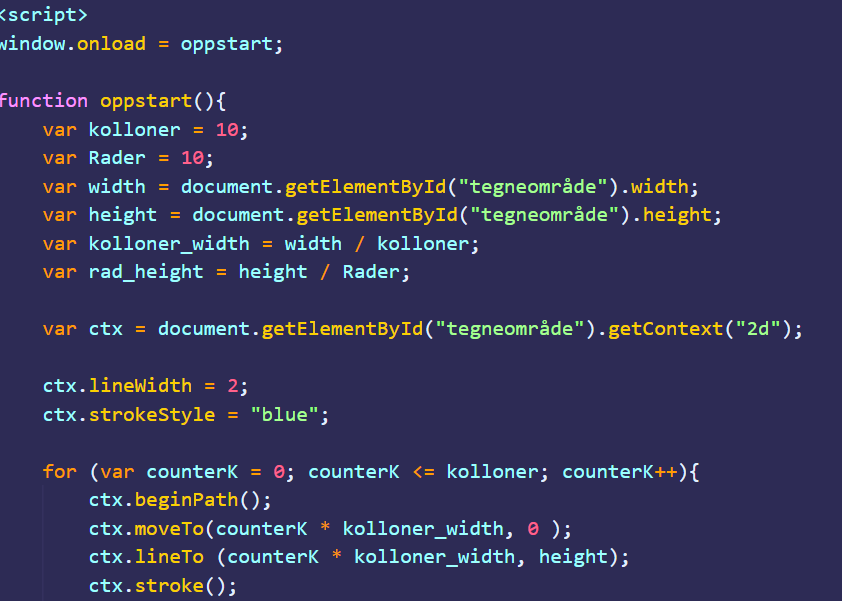 <script>
window.onload = oppstart;
function oppstart(){
var kolloner = 10;
var Rader = 10;
var width = document.getElementById("tegneområde").width;
var height = document.getElementById("tegneområde").height;
var kolloner_width = width / kolloner;
var rad_height = height / Rader;
var ctx = document.getElementById("tegneområde").getContext("2d");
ctx.lineWidth = 2;
ctx.strokeStyle = "blue";
for (var counterK = 0; counterK <= kolloner; counterK++){
ctx.beginPath();
ctx.moveTo(counterK * kolloner_width, 0 );
ctx.lineTo (counterK * kolloner_width, height);
ctx.stroke();